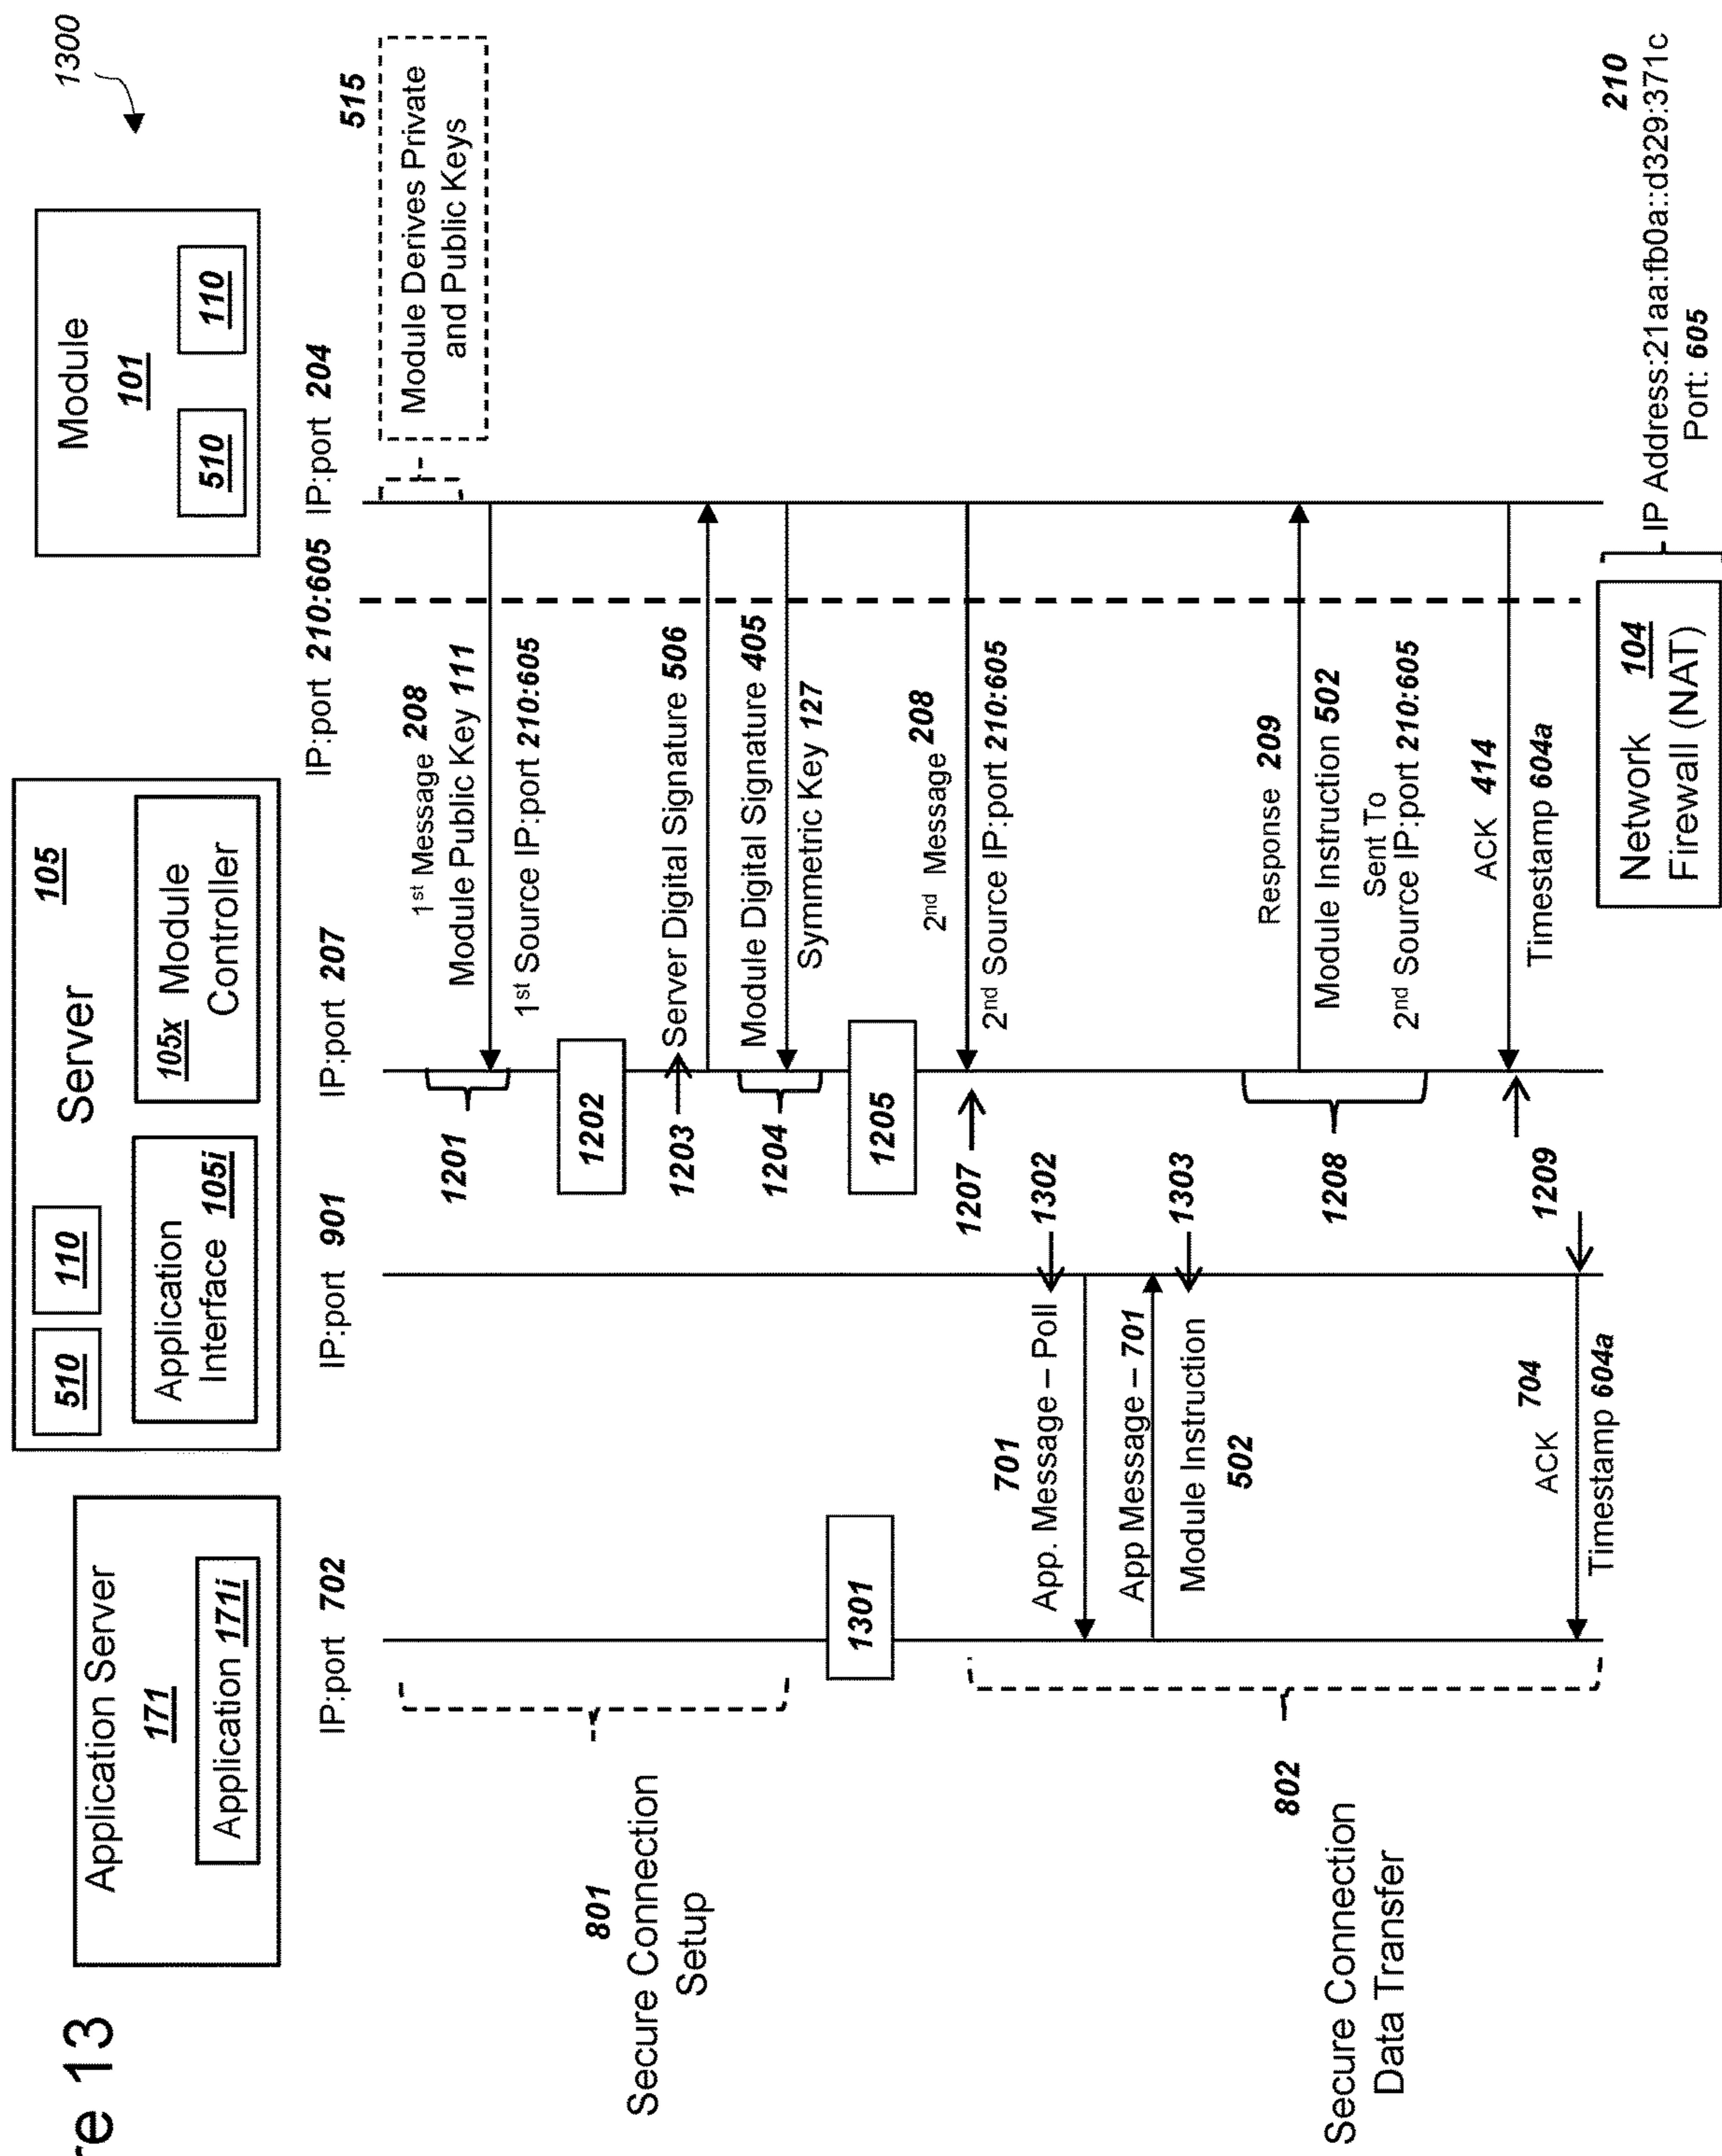 re 13
1300
Application Server
171
Application 171i
510
110
Server
105
Application
Interface 105i
105x Module
Controller
Module
101
510
110
IP:port 702
IP:port 901
IP:port 207
IP:port 210:605
IP:port 204
515
Module Derives Private
and Public Keys
801
Secure Connection
Setup
1201
1st Message 208
Module Public Key 111
1st Source IP:port 210:605
1202
1203
Server Digital Signature 506
1204
Module Digital Signature 405
Symmetric Key 127
1301
1205
802
Secure Connection
Data Transfer
1207
2nd Message 208
2nd Source IP:port 210:605
701
App. Message – Poll
1302
App Message – 701
Module Instruction
502
1303
1208
Response 209
Module Instruction 502
Sent To
2nd Source IP:port 210:605
1209
ACK 414
Timestamp 604a
ACK 704
Timestamp 604a
Network 104
Firewall (NAT)
210
IP Address:21aa:fb0a::d329:371c
Port: 605